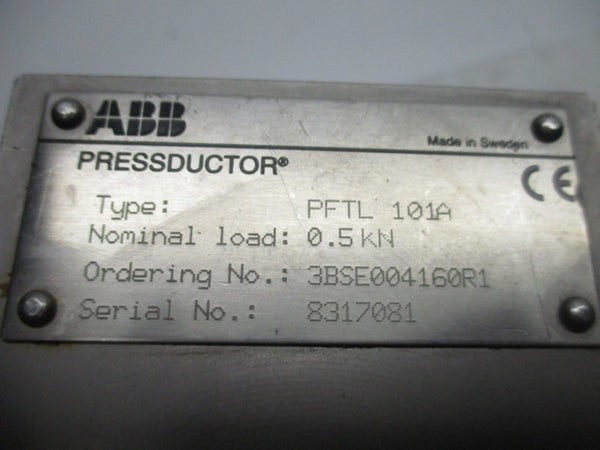 ABB
Made in Sweden
PRESSDUCTOR®
CE
Type: PFTL 101A
Nominal load: 0.5 kN
Ordering No.: 3BSE004160R1
Serial No.: 8317081